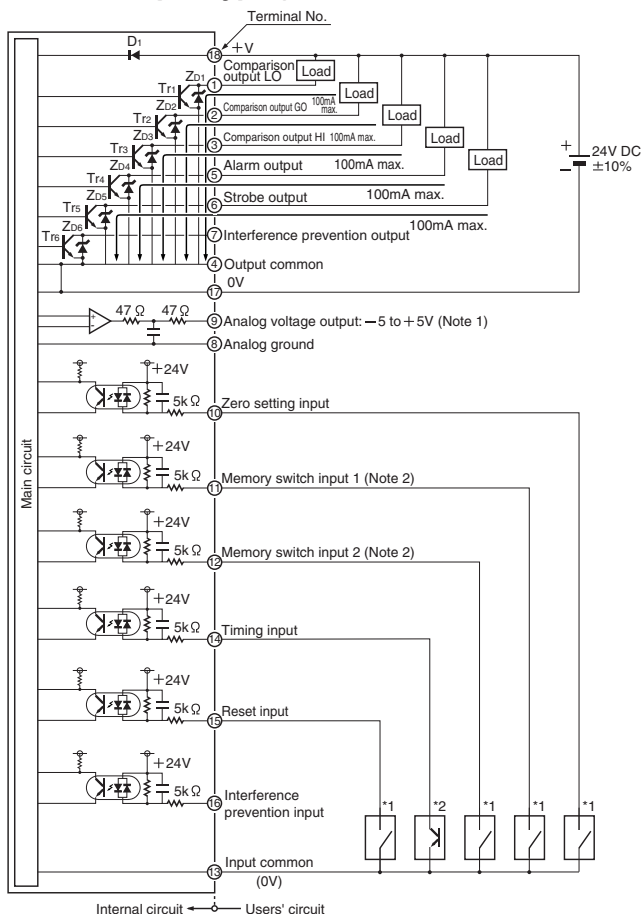 Terminal No.
D1
18 +V
Comparison
output LO
1
ZD1
Tr1
Load
ZD2
2
Comparison output GO
100mA
max.
Tr2
Load
ZD3
3
Comparison output HI 100mA max.
Tr3
Load
ZD4
5
Alarm output
100mA max.
Tr4
Load
ZD5
6
Strobe output
100mA max.
Tr5
Load
ZD6
7
Interference prevention output
100mA max.
Tr6
4 Output common
0V
17
+
−
24V DC
±10%
47 Ω 47 Ω
+
-
9 Analog voltage output: −5 to +5V (Note 1)
8 Analog ground
+24V
5k Ω
10 Zero setting input
+24V
5k Ω
11 Memory switch input 1 (Note 2)
+24V
5k Ω
12 Memory switch input 2 (Note 2)
+24V
5k Ω
14 Timing input
+24V
5k Ω
15 Reset input
+24V
5k Ω
16 Interference
prevention input
*1 *2 *1 *1 *1
13 Input common
(0V)
Main circuit
Internal circuit
Users' circuit